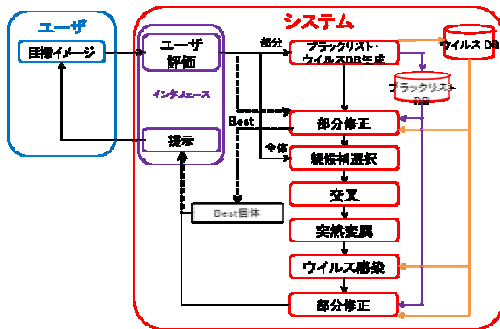 ユーザ
システム
目標イメージ
ユーザ
評価
部分
ブラックリスト・
ウイルスDB生成
ウイルスDB
インタフェース
ブラックリスト
DB
Best
部分修正
提示
全体
親候補選択
交叉
Best個体
突然変異
ウイルス感染
部分修正